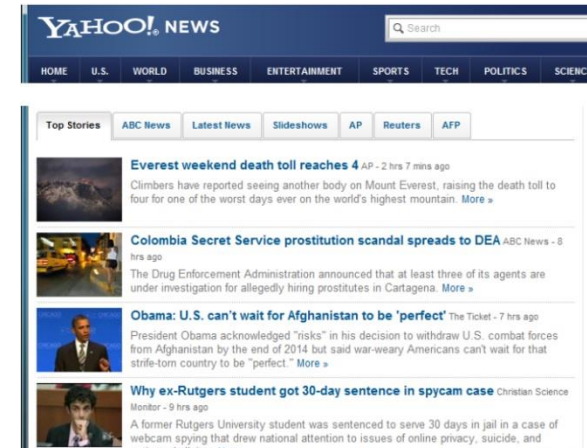 YAHOO!® NEWS
Search
HOME U.S. WORLD BUSINESS ENTERTAINMENT SPORTS TECH POLITICS SCIENC
Top Stories ABC News Latest News Slideshows AP Reuters AFP
Everest weekend death toll reaches 4 AP - 2 hrs 7 mins ago
Climbers have reported seeing another body on Mount Everest, raising the death toll to
four for one of the worst days ever on the world's highest mountain. More »
Colombia Secret Service prostitution scandal spreads to DEA ABC News - 8
hrs ago
The Drug Enforcement Administration announced that at least three of its agents are
under investigation for allegedly hiring prostitutes in Cartagena. More »
Obama: U.S. can't wait for Afghanistan to be 'perfect' The Ticket - 7 hrs ago
President Obama acknowledged "risks" in his decision to withdraw U.S. combat forces
from Afghanistan by the end of 2014 but said war-weary Americans can't wait for that
strife-torn country to be "perfect." More »
Why ex-Rutgers student got 30-day sentence in spycam case Christian Science
Monitor - 9 hrs ago
A former Rutgers University student was sentenced to serve 30 days in jail in a case of
webcam spying that drew national attention to issues of online privacy, suicide, and